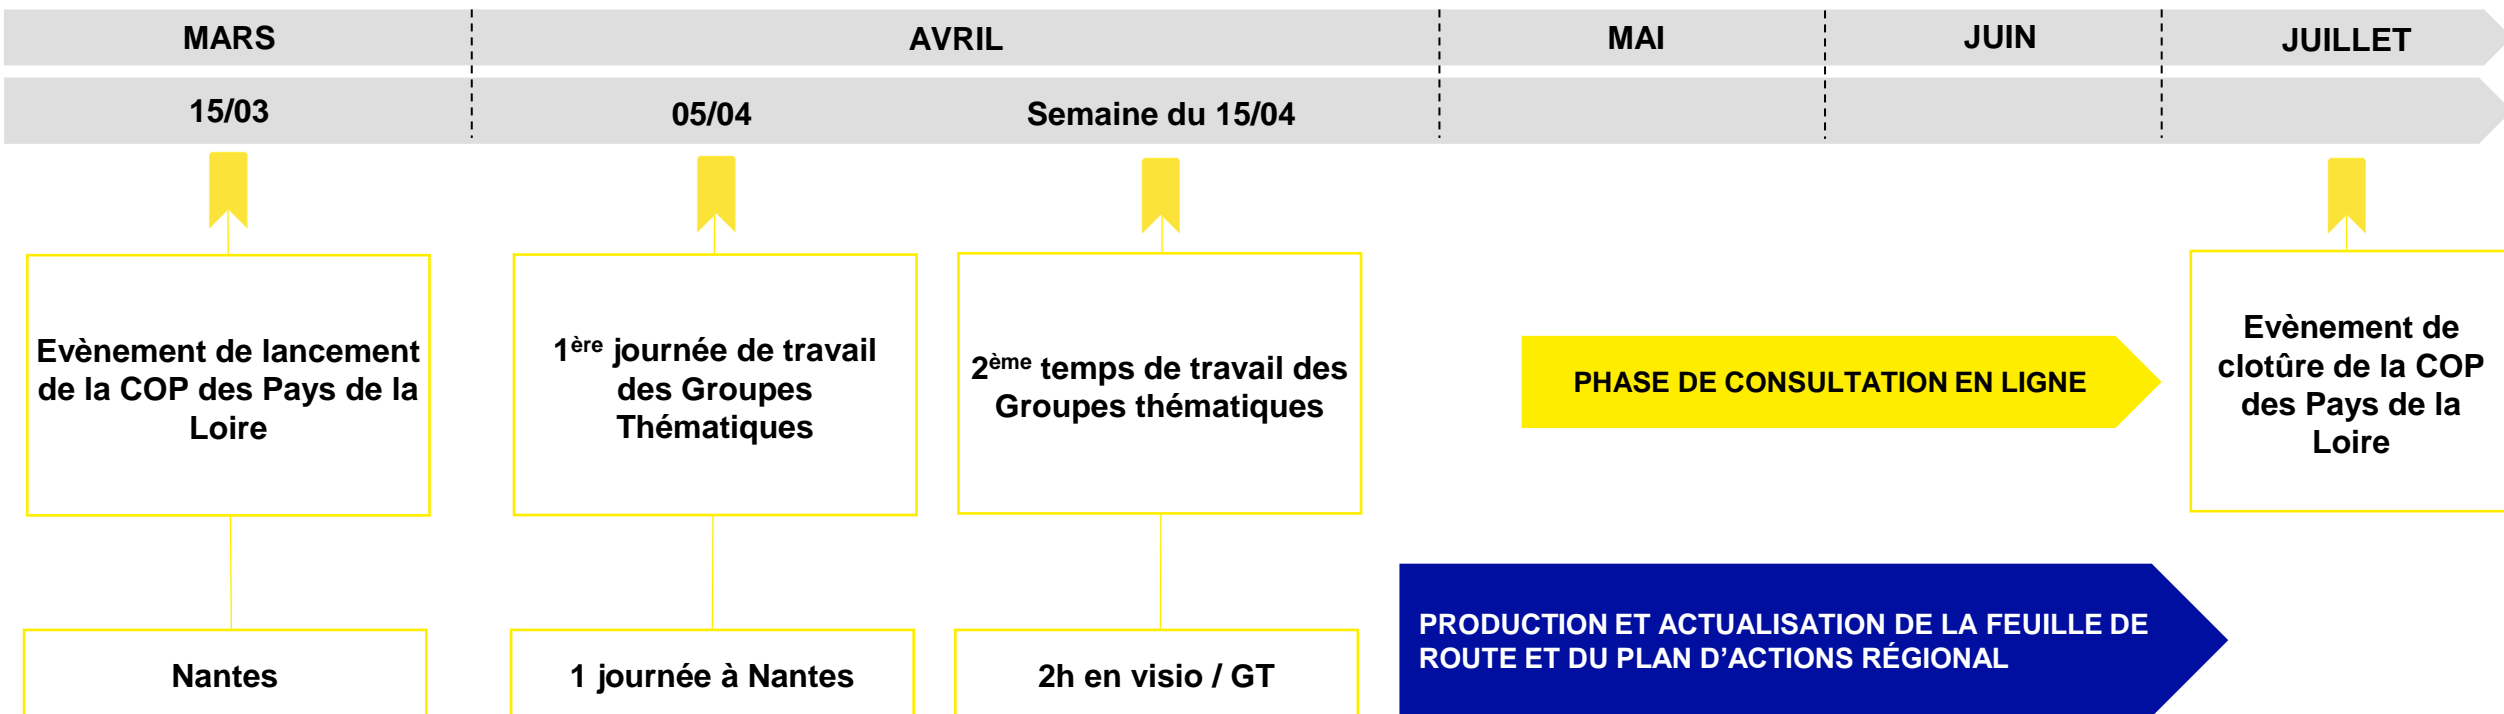 MARS
AVRIL
MAI
JUIN
JUILLET
15/03
05/04
Semaine du 15/04
Evènement de lancement
de la COP des Pays de la
Loire
1ère journée de travail
des Groupes
Thématiques
2ème temps de travail des
Groupes thématiques
PHASE DE CONSULTATION EN LIGNE
Evènement de
clotûre de la COP
des Pays de la
Loire
Nantes
1 journée à Nantes
2h en visio / GT
PRODUCTION ET ACTUALISATION DE LA FEUILLE DE
ROUTE ET DU PLAN D’ACTIONS RÉGIONAL